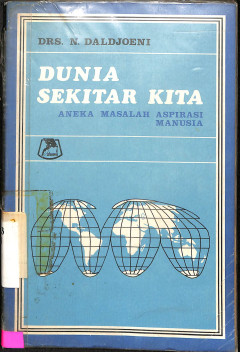 DRS. N. DALDJOENI
DUNIA
SEKITAR KITA
ANEKA MASALAH ASPIRASI
MANUSIA